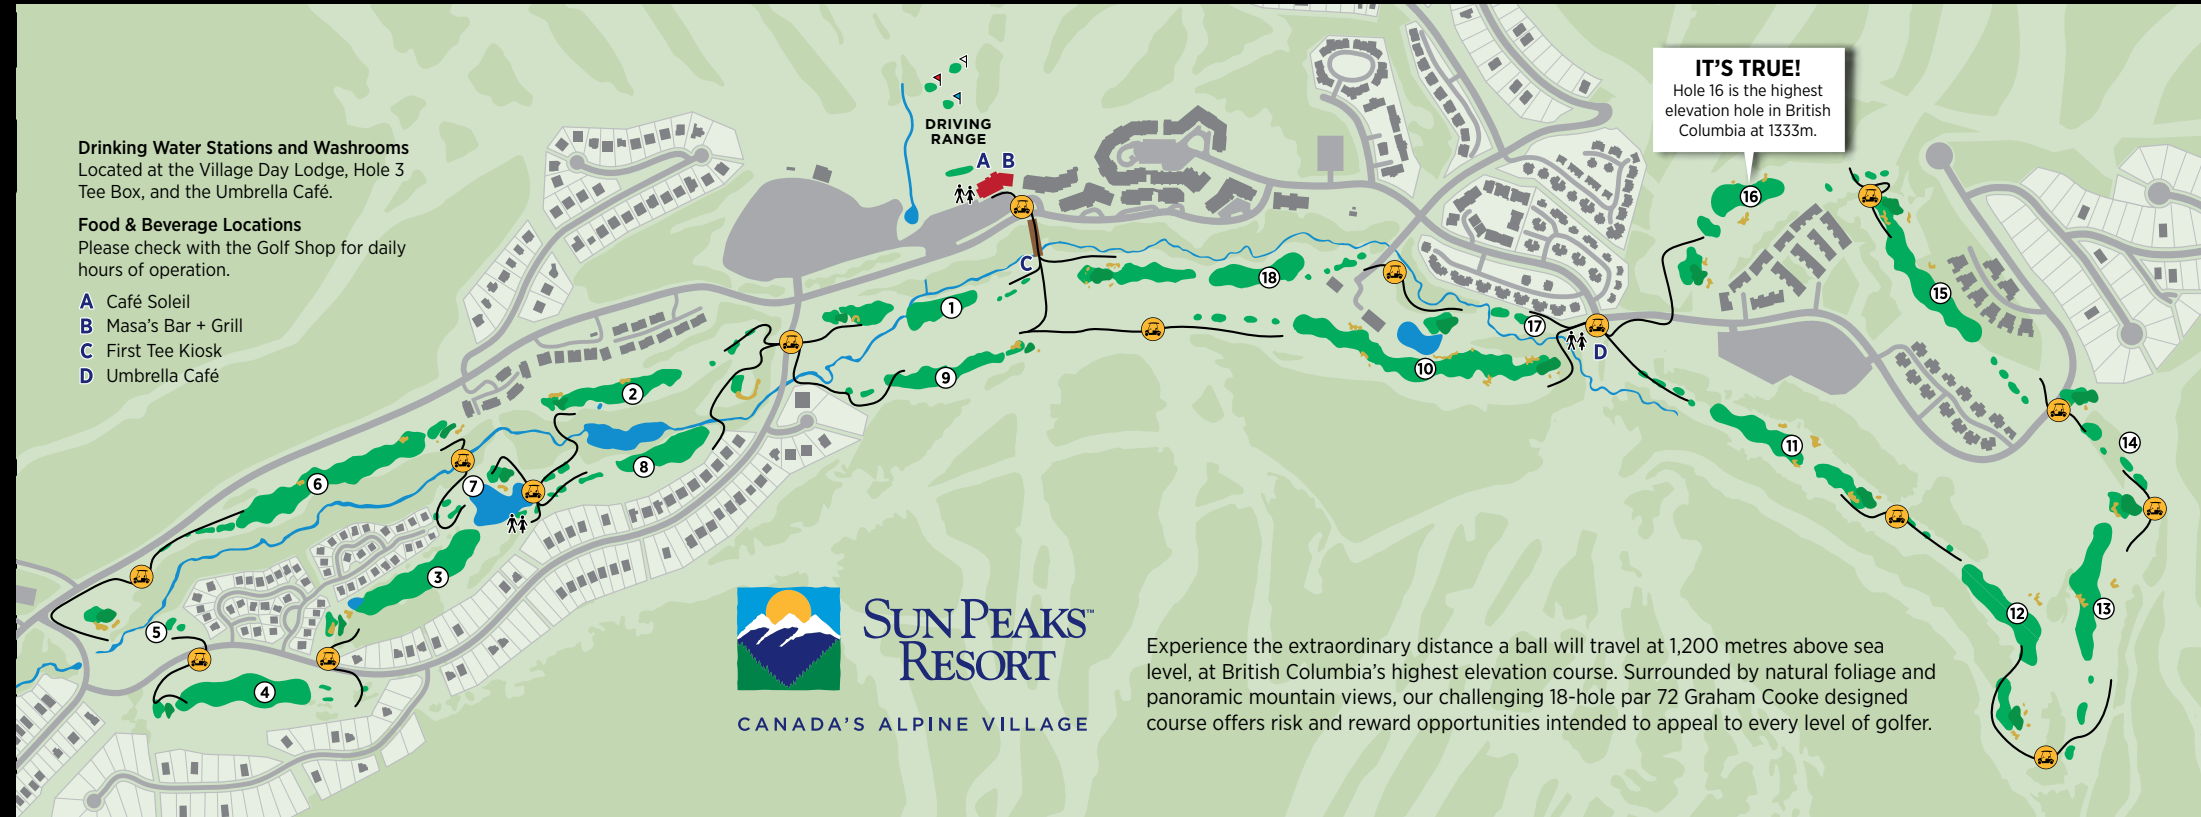 Drinking Water Stations and Washrooms
Located at the Village Day Lodge, Hole 3
Tee Box, and the Umbrella Café.
Food & Beverage Locations
Please check with the Golf Shop for daily
hours of operation.
A Café Soleil
B Masa's Bar + Grill
C First Tee Kiosk
D Umbrella Café
DRIVING
RANGE
A B
C
D
IT'S TRUE!
Hole 16 is the highest
elevation hole in British
Columbia at 1333m.
1
2
3
4
5
6
7
8
9
10
11
12
13
14
15
16
17
18
SUN PEAKS™
RESORT
CANADA'S ALPINE VILLAGE
Experience the extraordinary distance a ball will travel at 1,200 metres above sea
level, at British Columbia's highest elevation course. Surrounded by natural foliage and
panoramic mountain views, our challenging 18-hole par 72 Graham Cooke designed
course offers risk and reward opportunities intended to appeal to every level of golfer.